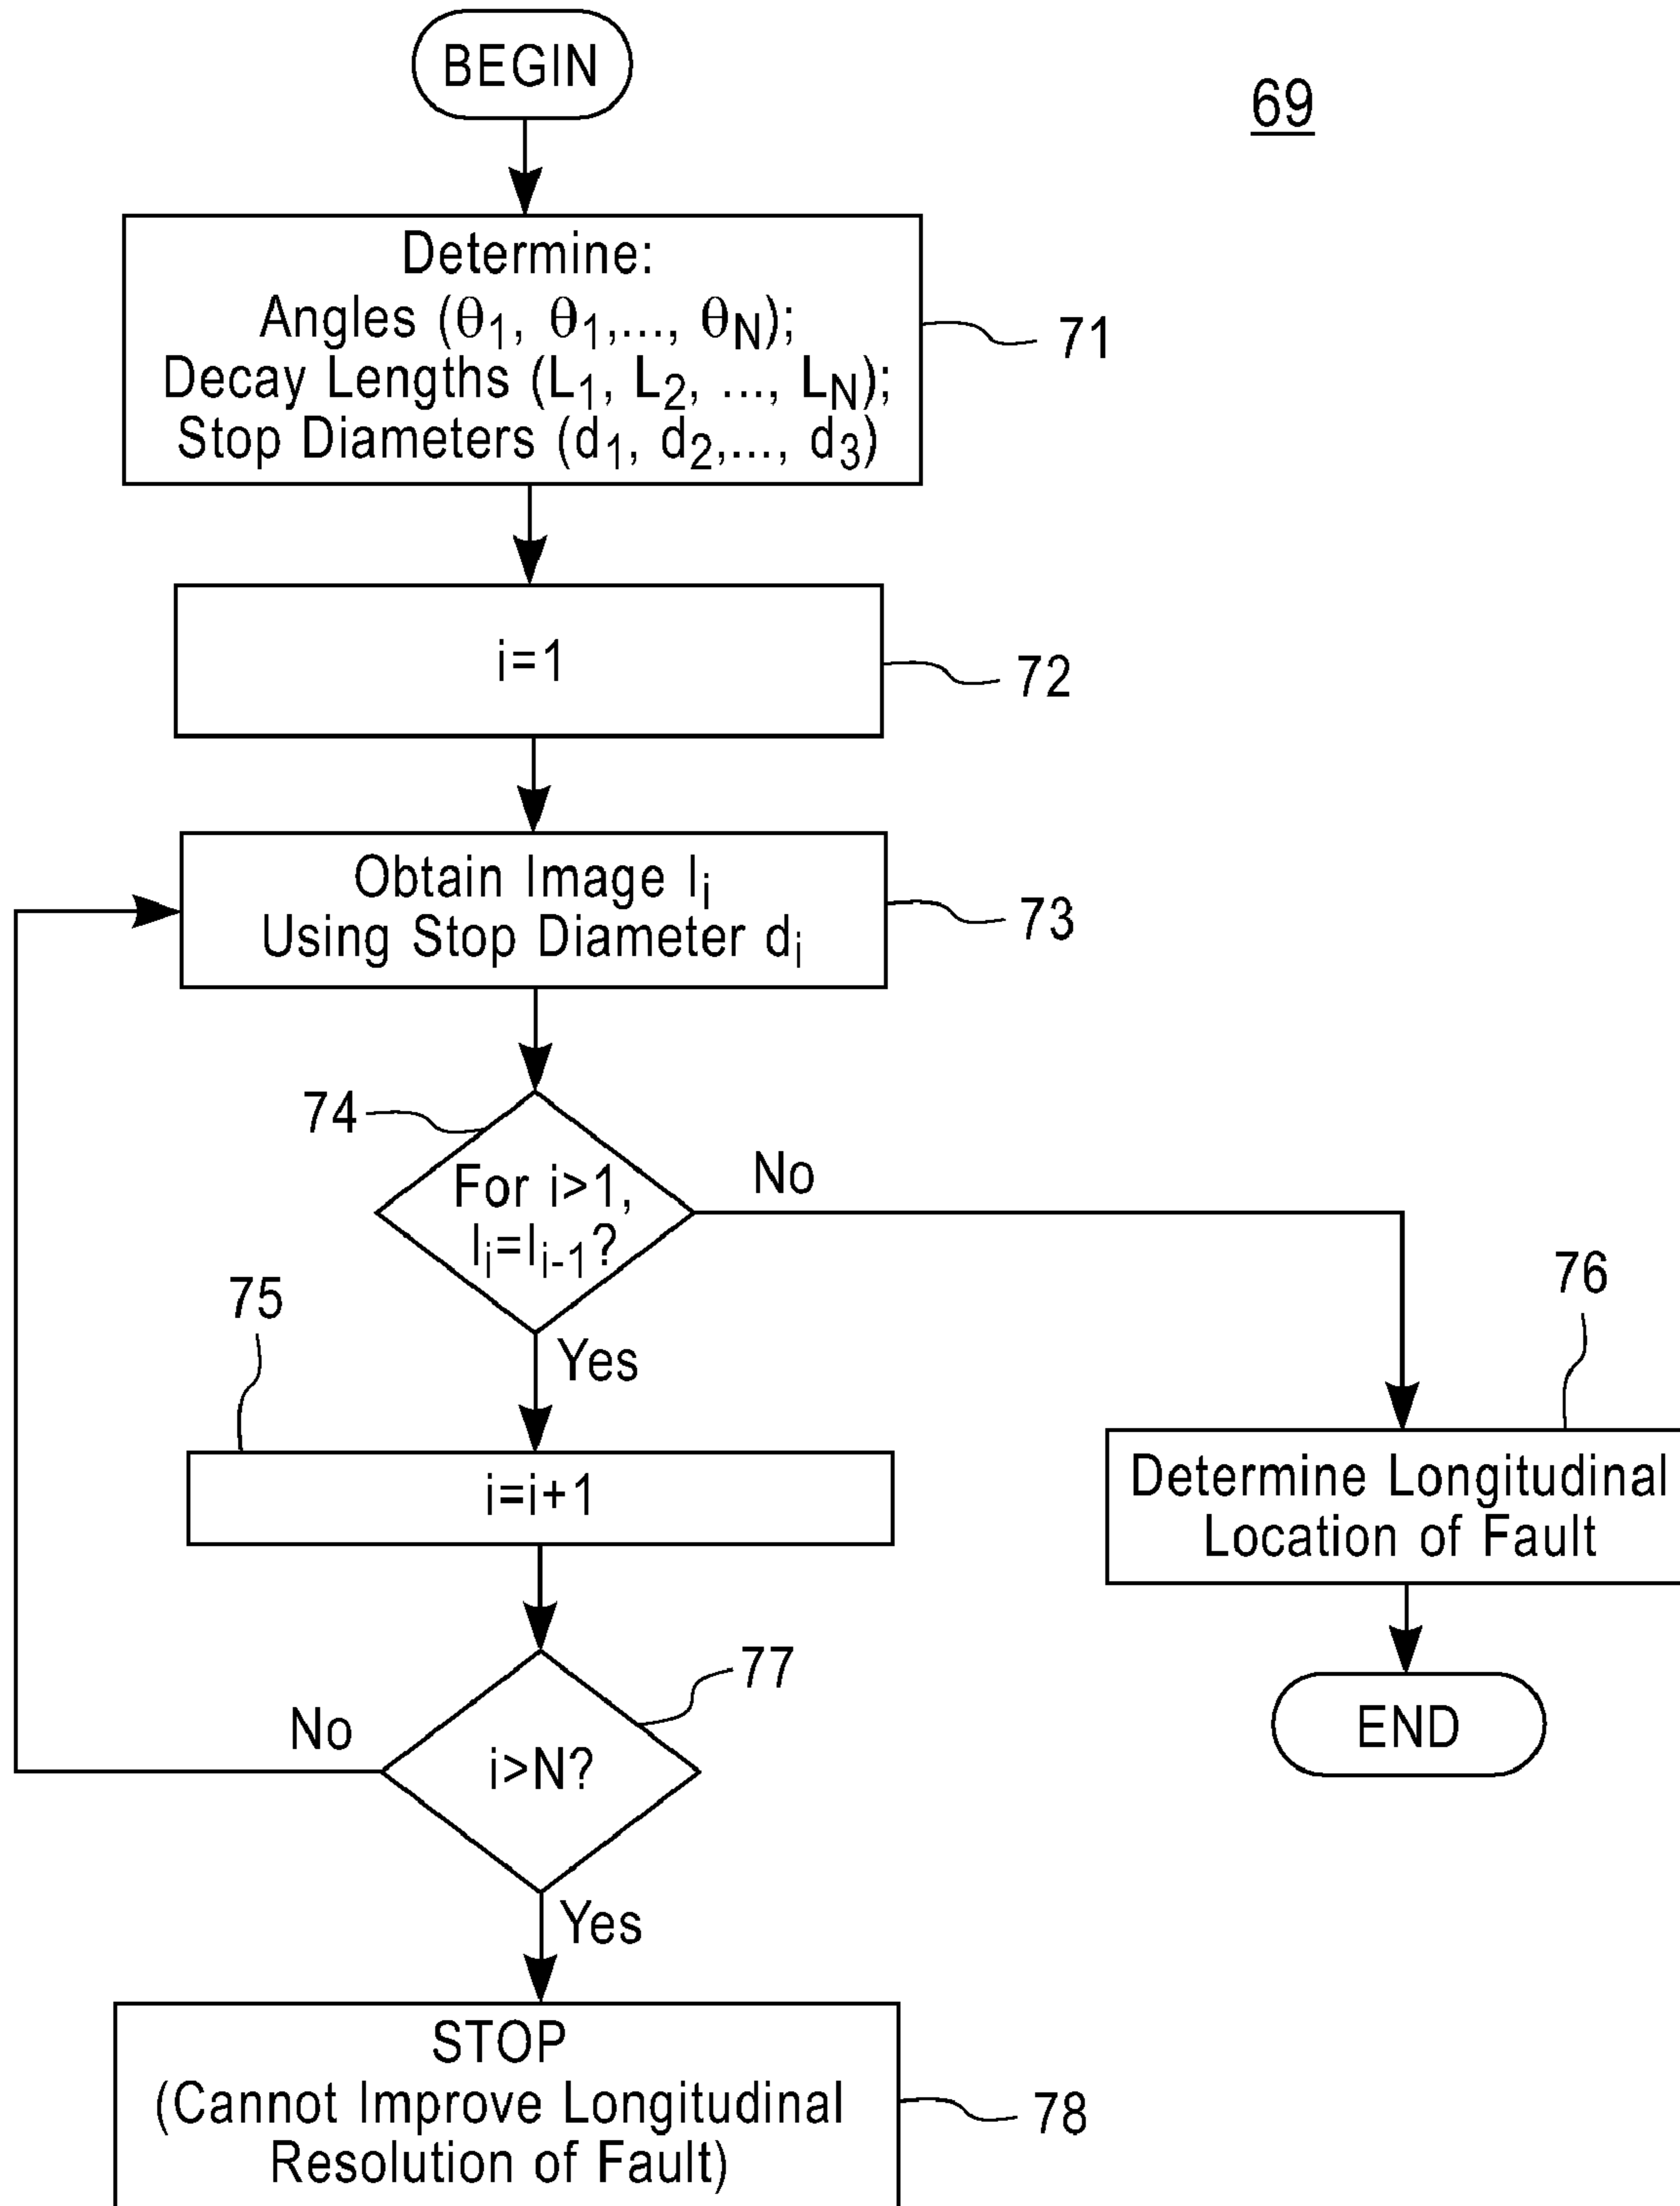 BEGIN
69
Determine:
Angles (θ1, θ1,..., θN);
Decay Lengths (L1, L2, ..., LN);
Stop Diameters (d1, d2,..., d3)
71
i=1
72
Obtain Image Ii
Using Stop Diameter di
73
74
For i>1,
Ii=Ii-1?
No
Yes
75
i=i+1
76
Determine Longitudinal
Location of Fault
END
77
i>N?
No
Yes
STOP
(Cannot Improve Longitudinal
Resolution of Fault)
78